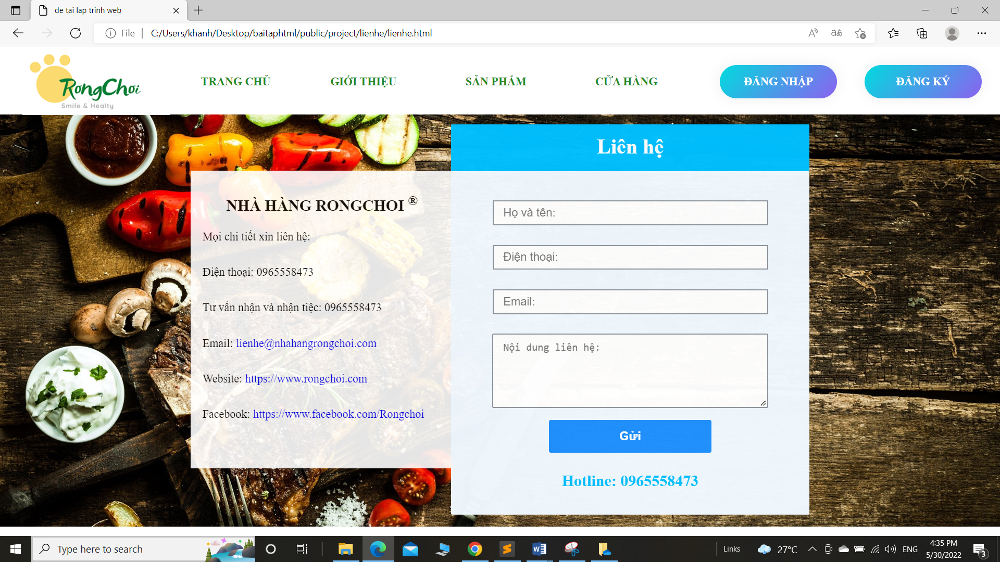 de tai lap trinh web
File
C:/Users/khanh/Desktop/baitaphtml/public/project/lienhe/lienhe.html
RongChoi
Smile & Healty
TRANG CHỦ
GIỚI THIỆU
SẢN PHẨM
CỬA HÀNG
ĐĂNG NHẬP
ĐĂNG KÝ
NHÀ HÀNG RONGCHOI ®
Mọi chi tiết xin liên hệ:
Điện thoại: 0965558473
Tư vấn nhận và nhận tiệc: 0965558473
Email: lienhe@nhahangrongchoi.com
Website: https://www.rongchoi.com
Facebook: https://www.facebook.com/Rongchoi
Liên hệ
Họ và tên:
Điện thoại:
Email:
Nội dung liên hệ:
Gửi
Hotline: 0965558473
Type here to search
Links
27°C
ENG
4:35 PM
5/30/2022
3